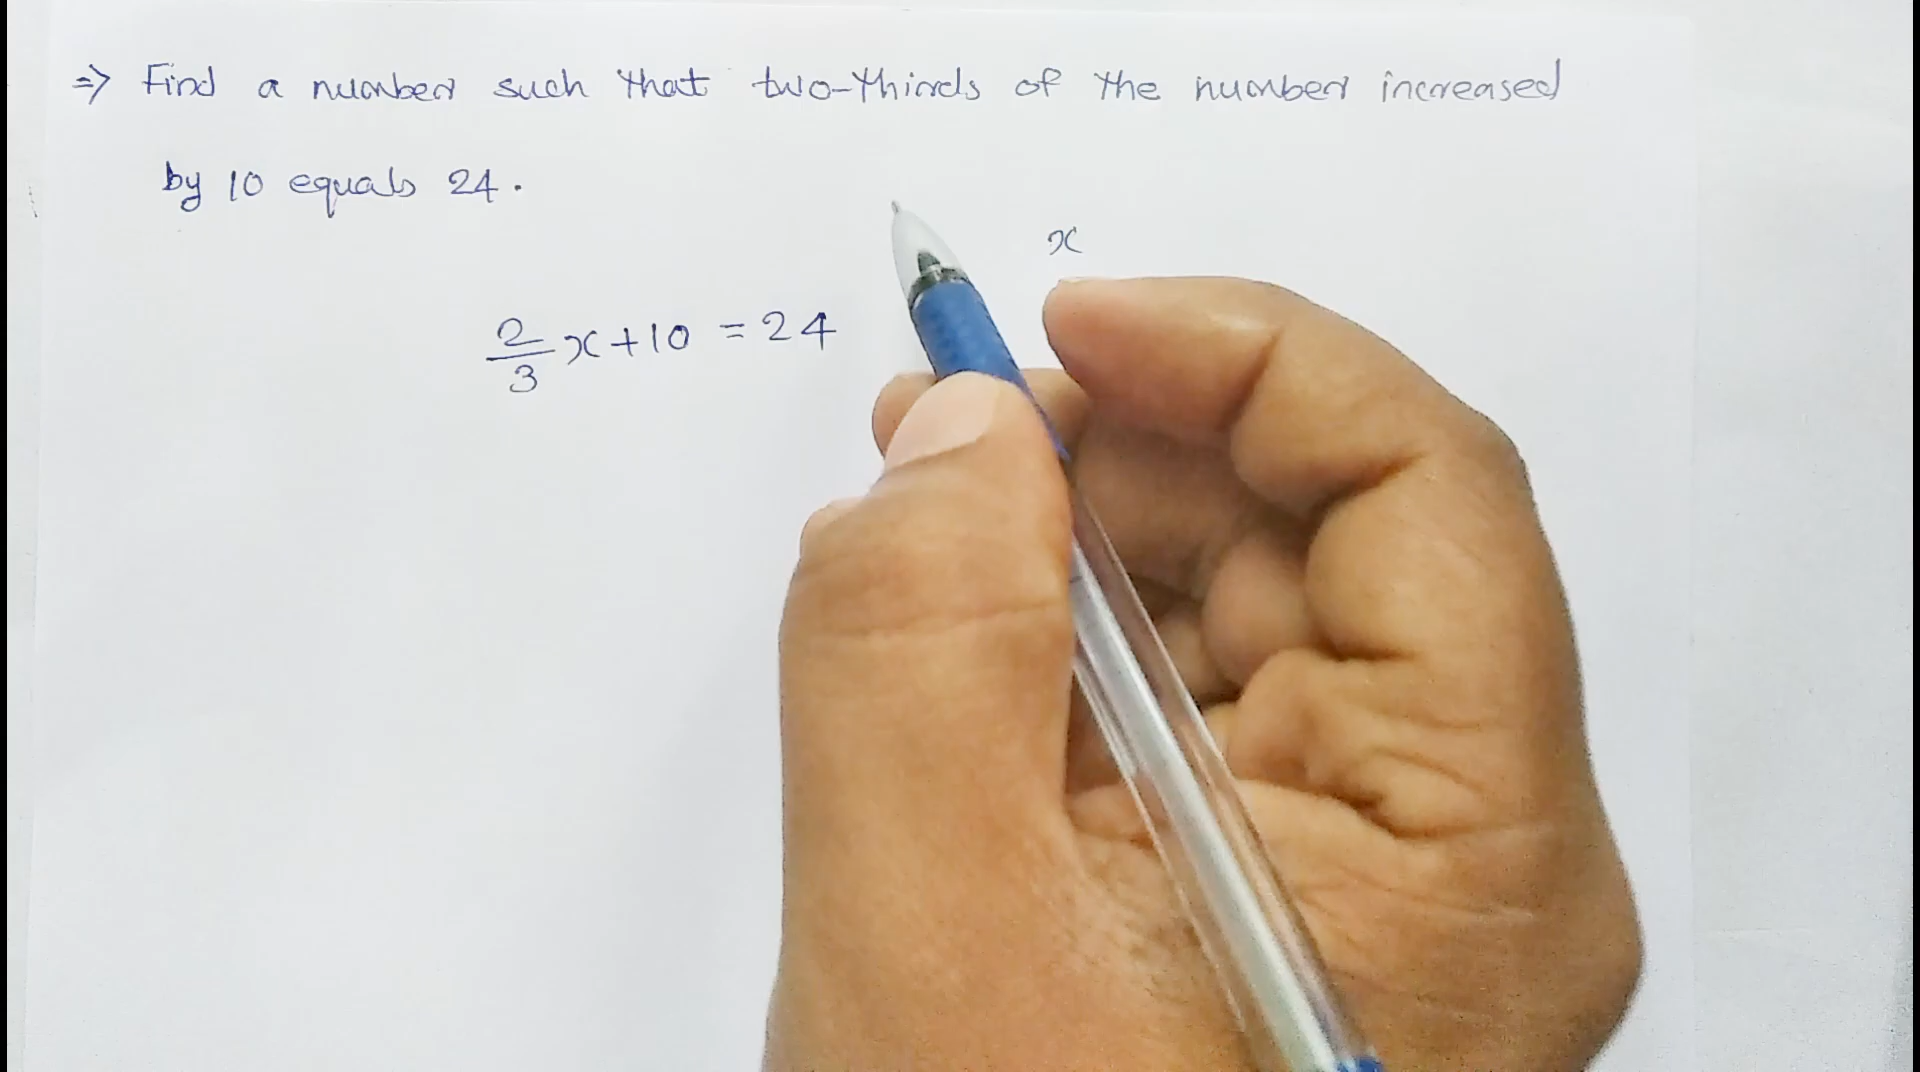 ⇒ Find a number such that two-thirds of the number increased
by 10 equals 24.
x
2/3 x + 10 = 24